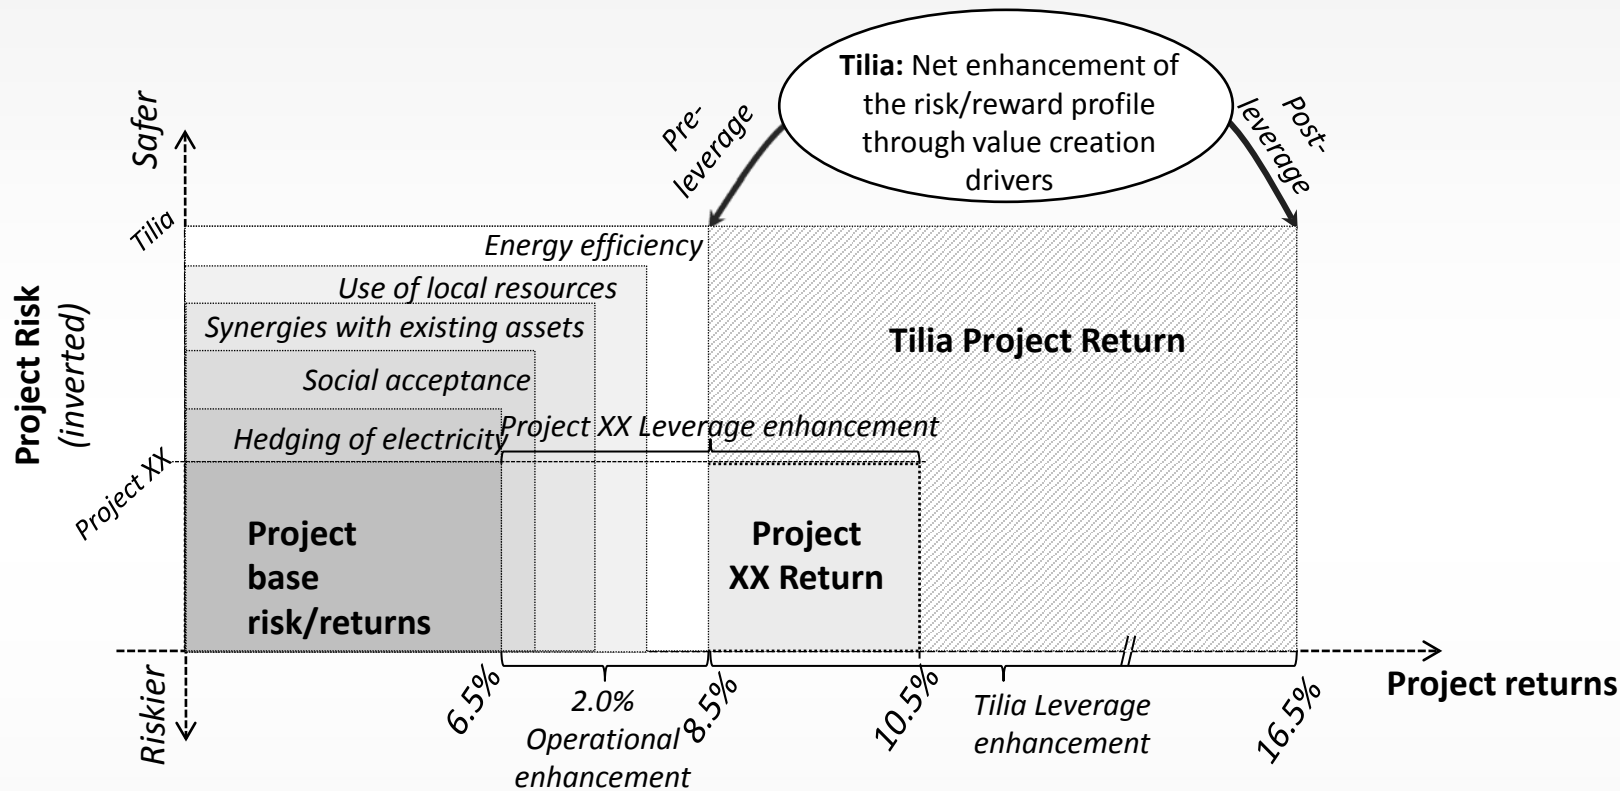 Tilia: Net enhancement of
the risk/reward profile
through value creation
drivers
Pre-
leverage
Post-
leverage
Safer
Tilia
Project Risk
(inverted)
Project XX
Riskier
Energy efficiency
Use of local resources
Synergies with existing assets
Social acceptance
Hedging of electricity
Project XX Leverage enhancement
Tilia Project Return
Project
base
risk/returns
Project
XX Return
6.5%
2.0%
Operational
enhancement
8.5%
10.5%
Tilia Leverage
enhancement
16.5%
Project returns